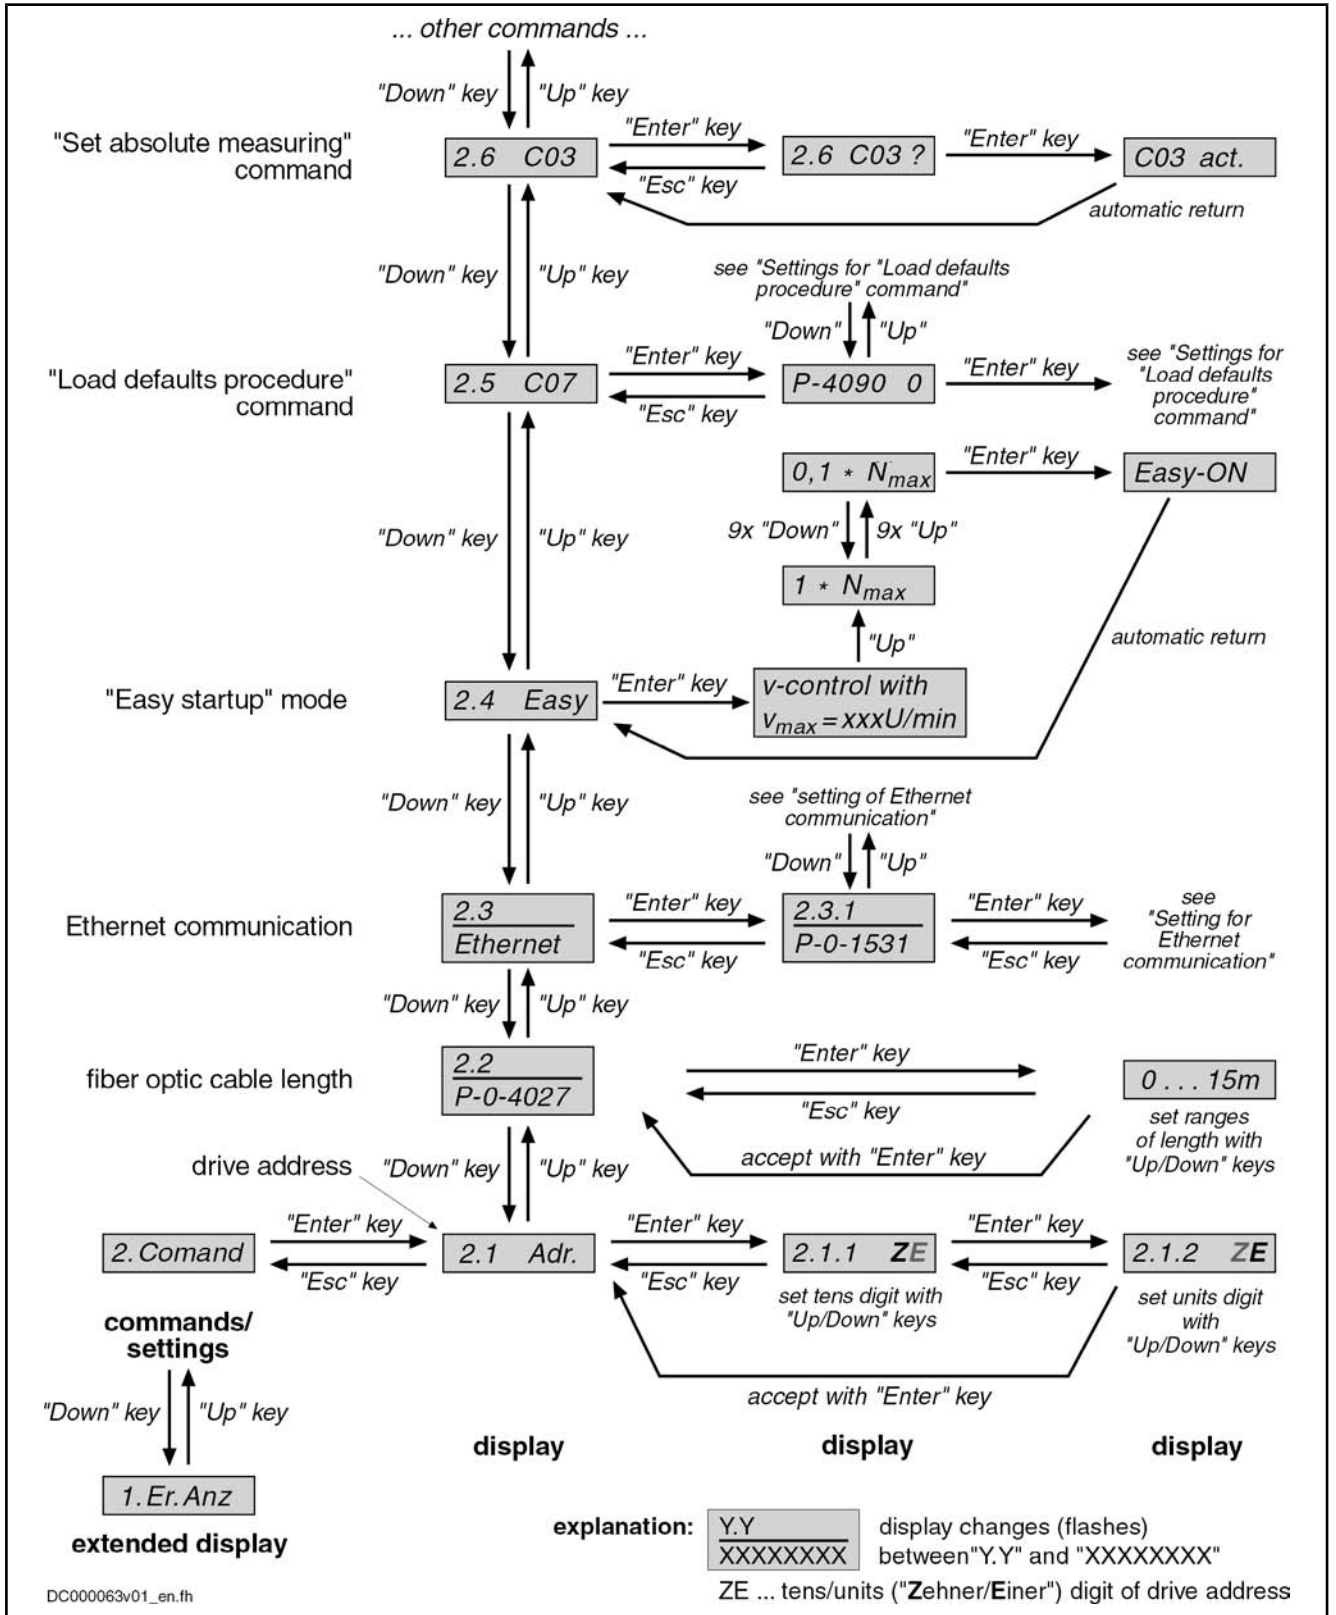 ... other commands ...
"Down" key
"Up" key
"Set absolute measuring"
command
2.6 C03
"Enter" key
"Esc" key
2.6 C03 ?
"Enter" key
C03 act.
automatic return
"Down" key
"Up" key
see "Settings for "Load defaults
procedure" command"
"Down"
"Up"
"Load defaults procedure"
command
2.5 C07
"Enter" key
"Esc" key
P-4090 0
"Enter" key
see "Settings for
"Load defaults
procedure"
command"
0,1 * Nmax
"Enter" key
Easy-ON
"Down" key
"Up" key
9x "Down"
9x "Up"
1 * Nmax
"Up"
automatic return
"Easy startup" mode
2.4 Easy
"Enter" key
v-control with
vmax = xxxU/min
"Down" key
"Up" key
see "setting of Ethernet
communication"
"Down"
"Up"
Ethernet communication
2.3
Ethernet
"Enter" key
"Esc" key
2.3.1
P-0-1531
"Enter" key
"Esc" key
see
"Setting for
Ethernet
communication"
"Down" key
"Up" key
fiber optic cable length
2.2
P-0-4027
"Enter" key
"Esc" key
0 . . . 15m
set ranges
of length with
"Up/Down" keys
accept with "Enter" key
drive address
"Down" key
"Up" key
2. Comand
"Enter" key
"Esc" key
2.1 Adr.
"Enter" key
"Esc" key
2.1.1 ZE
"Enter" key
"Esc" key
2.1.2 ZE
set tens digit with
"Up/Down" keys
set units digit
with
"Up/Down" keys
accept with "Enter" key
commands/
settings
"Down" key
"Up" key
1. Er. Anz
extended display
display
display
display
explanation:
Y.Y
XXXXXXXX
display changes (flashes)
between"Y.Y" and "XXXXXXXX"
ZE ... tens/units ("Zehner/Einer") digit of drive address
DC000063v01_en.fh